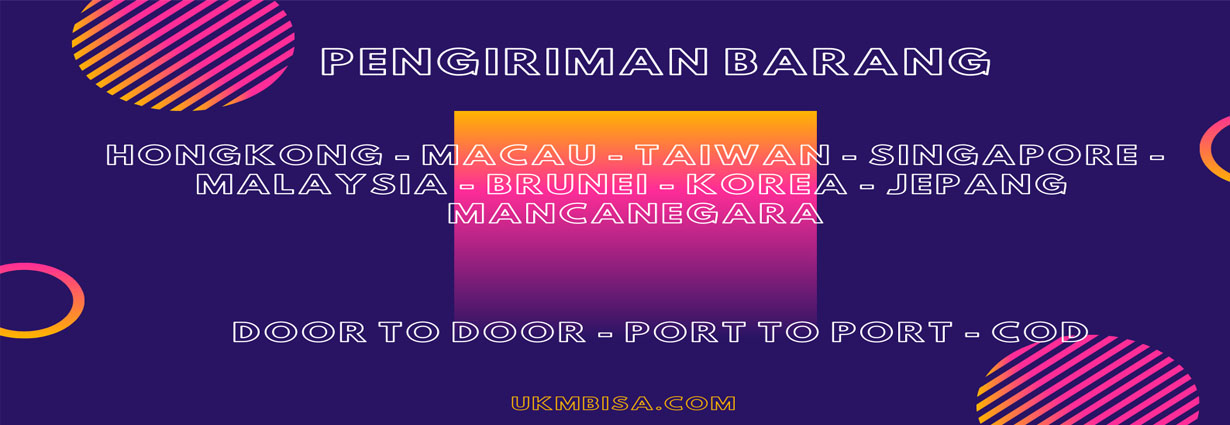 PENGIRIMAN BARANG
HONGKONG - MACAU - TAIWAN - SINGAPORE -
MALAYSIA - BRUNEI - KOREA - JEPANG
MANCANEGARA
DOOR TO DOOR - PORT TO PORT - COD
UKMBISA.COM